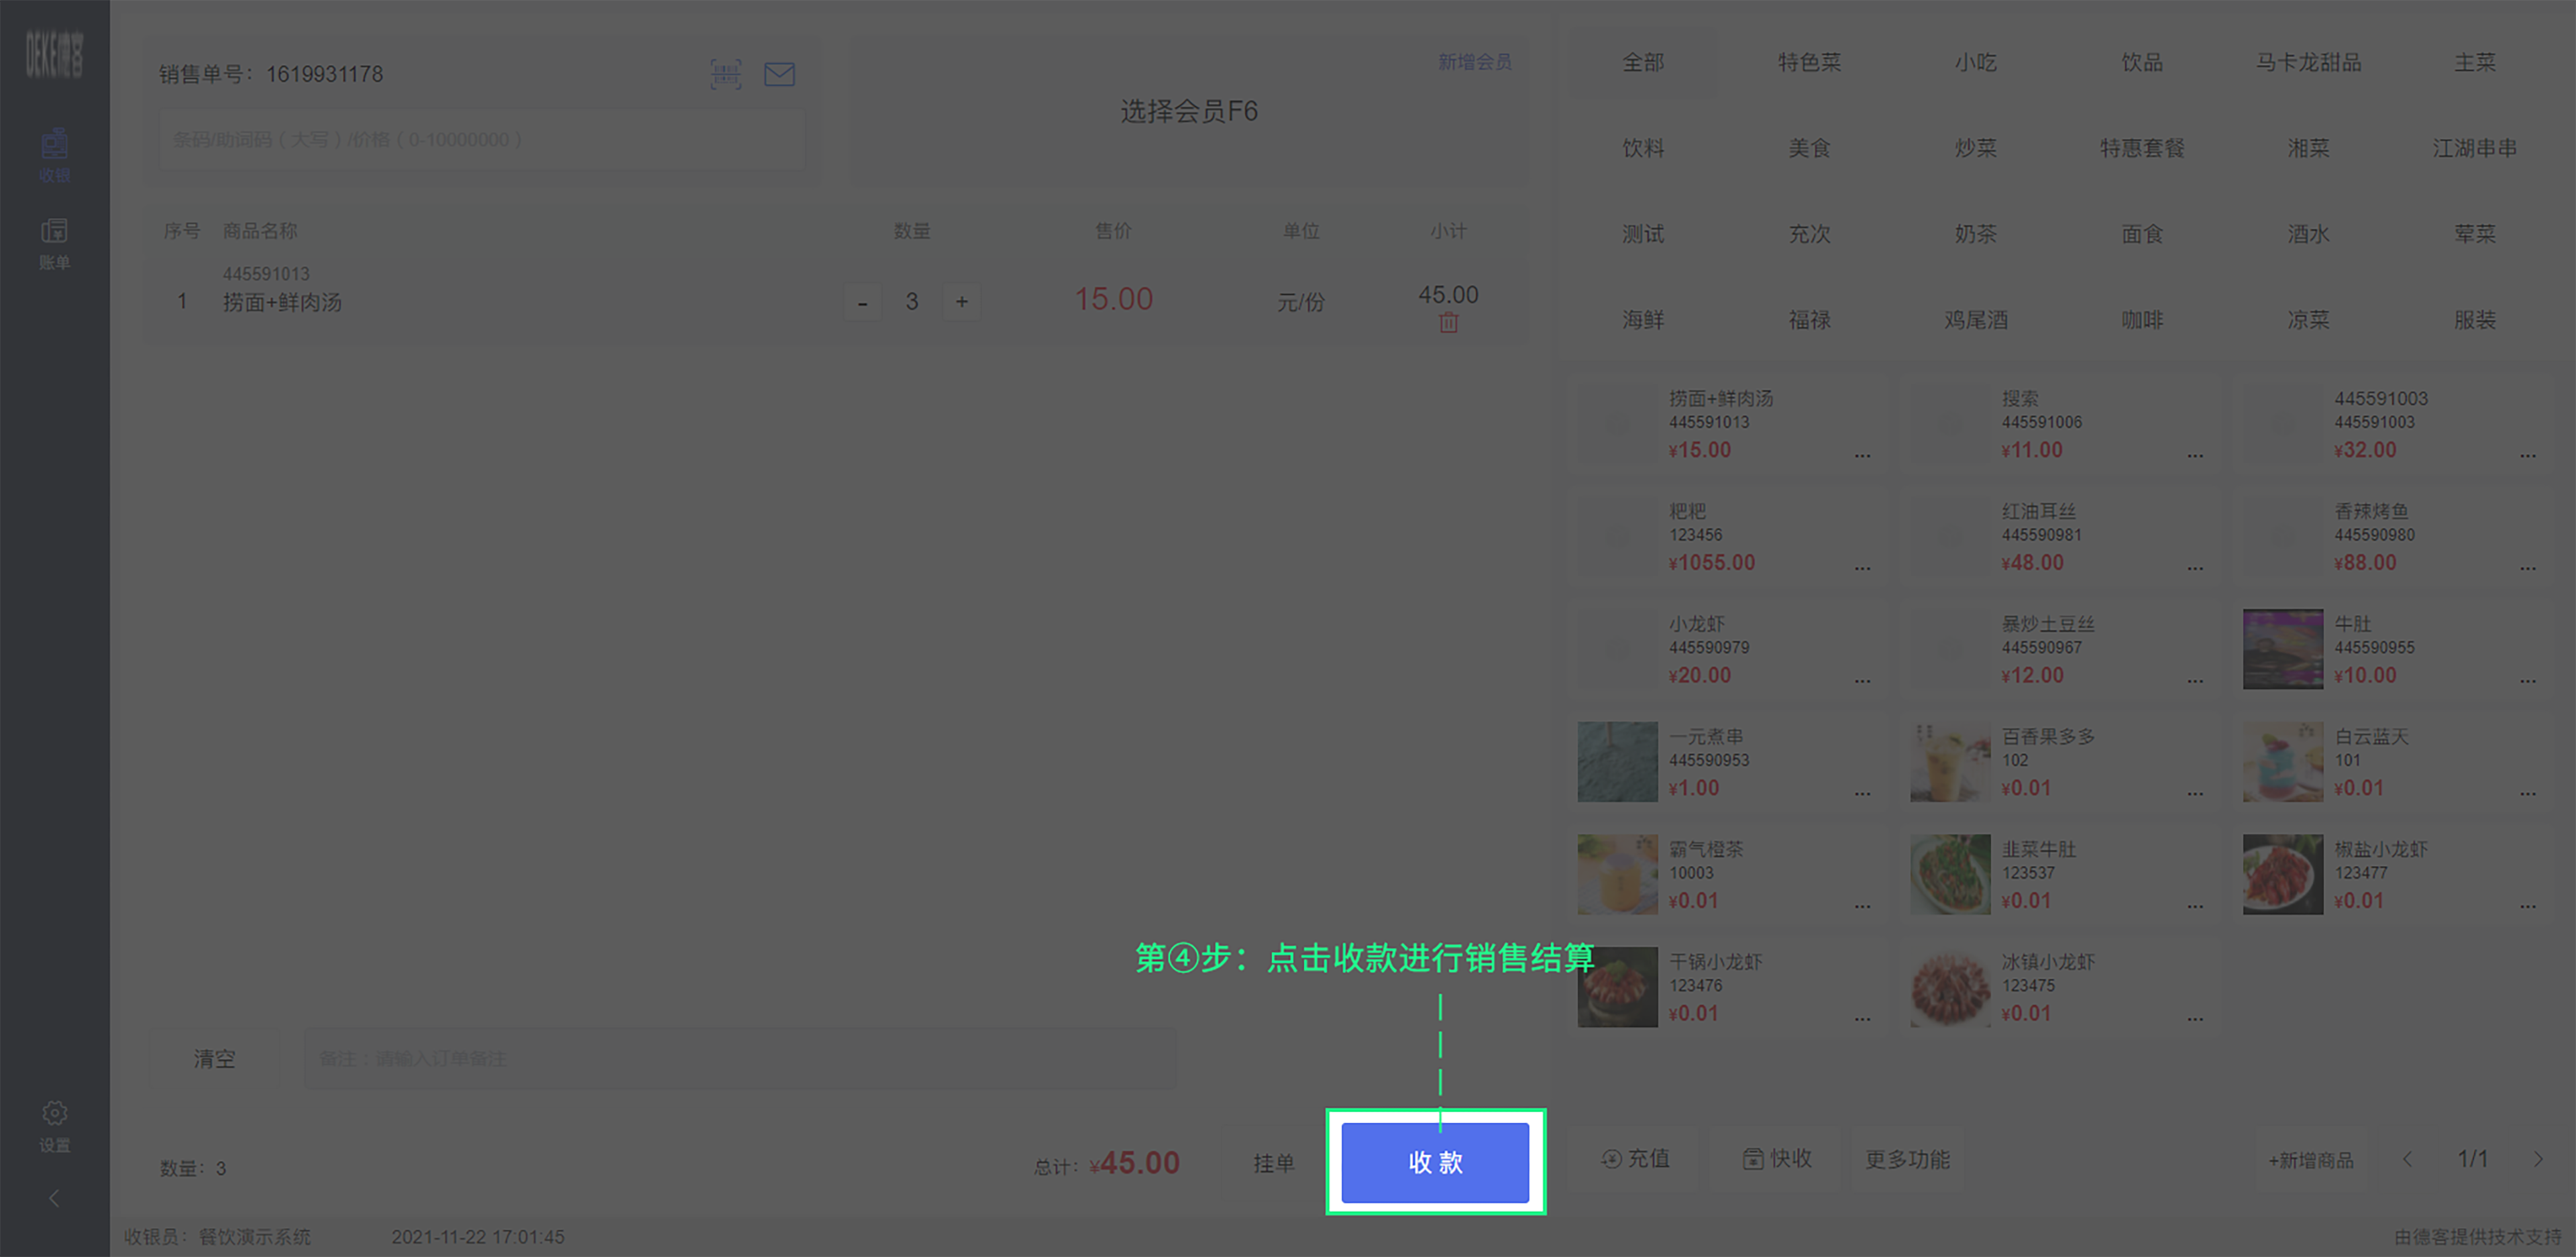 DEKE德客
收银
账单
设置
销售单号：1619931178
条码/助词码（大写）/价格（0-10000000）
新增会员
选择会员F6
序号 商品名称 数量 售价 单位 小计
445591013
1 捞面+鲜肉汤 - 3 + 15.00 元/份 45.00
全部 特色菜 小吃 饮品 马卡龙甜品 主菜
饮料 美食 炒菜 特惠套餐 湘菜 江湖串串
测试 充次 奶茶 面食 酒水 荤菜
海鲜 福禄 鸡尾酒 咖啡 凉菜 服装
捞面+鲜肉汤 搜索 445591003
445591013 445591006 445591003
¥15.00 ... ¥11.00 ... ¥32.00 ...
粑粑 红油耳丝 香辣烤鱼
123456 445590981 445590980
¥1055.00 ... ¥48.00 ... ¥88.00 ...
小龙虾 暴炒土豆丝 牛肚
445590979 445590967 445590955
¥20.00 ... ¥12.00 ... ¥10.00 ...
一元煮串 百香果多多 白云蓝天
445590953 102 101
¥1.00 ... ¥0.01 ... ¥0.01 ...
霸气橙茶 韭菜牛肚 椒盐小龙虾
10003 123537 123477
¥0.01 ... ¥0.01 ... ¥0.01 ...
干锅小龙虾 冰镇小龙虾
123476 123475
¥0.01 ... ¥0.01 ...
第④步：点击收款进行销售结算
清空 备注：请输入订单备注
数量：3 总计：¥45.00 挂单 收款
充值 快收 更多功能 +新增商品 < 1/1 >
收银员：餐饮演示系统 2021-11-22 17:01:45 由德客提供技术支持